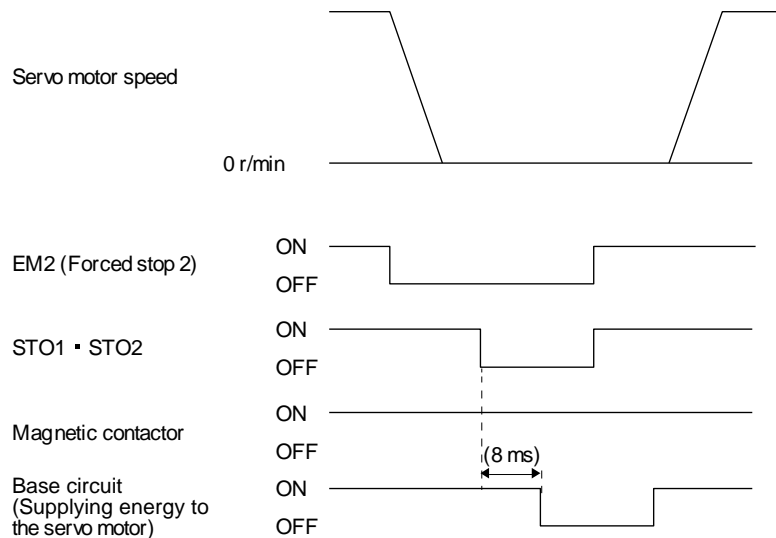 Servo motor speed
0 r/min
EM2 (Forced stop 2)
ON
OFF
STO1・STO2
ON
OFF
Magnetic contactor
ON
OFF
(8 ms)
Base circuit
(Supplying energy to
the servo motor)
ON
OFF